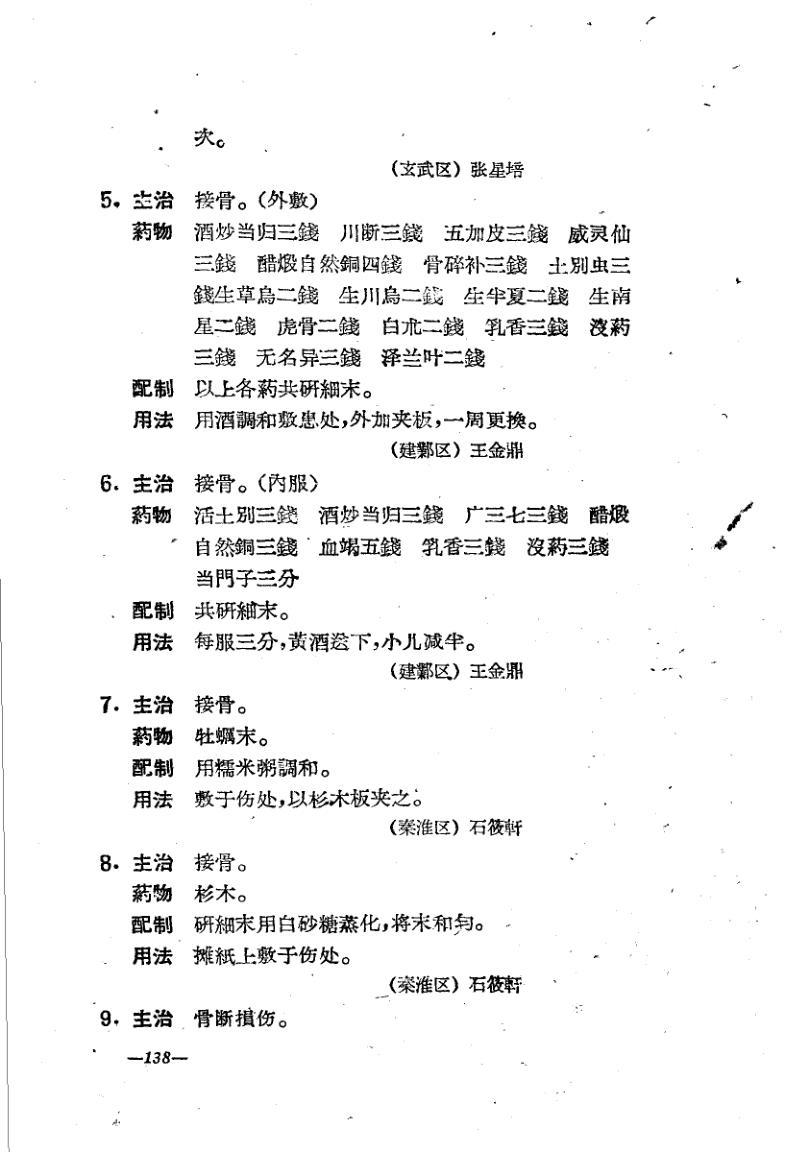 次。
（玄武区）张星培
5. 主治 接骨。（外敷）
葯物 酒炒当归三錢 川断三錢 五加皮三錢 威灵仙
三錢 醋煅自然銅四錢 骨碎补三錢 土別虫三
錢生草烏二錢 生川烏二錢 生半夏二錢 生南
星二錢 虎骨二錢 白朮二錢 乳香三錢 沒葯
三錢 无名异三錢 泽兰叶二錢
配制 以上各葯共研細末。
用法 用酒調和敷患处，外加夹板，一周更換。
（建鄴区）王金鼎
6. 主治 接骨。（內服）
葯物 活土別三錢 酒炒当归三錢 广三七三錢 醋煅
自然銅三錢 血竭五錢 乳香三錢 沒葯三錢
当門子三分
配制 共研細末。
用法 每服三分，黄酒送下，小儿减半。
（建鄴区）王金鼎
7. 主治 接骨。
葯物 牡蠣末。
配制 用糯米粥調和。
用法 敷于伤处，以杉木板夹之。
（秦淮区）石筱軒
8. 主治 接骨。
葯物 杉木。
配制 研細末用白砂糖蒸化，将末和匀。
用法 摊紙上敷于伤处。
（秦淮区）石筱軒
9. 主治 骨断損伤。
—138—